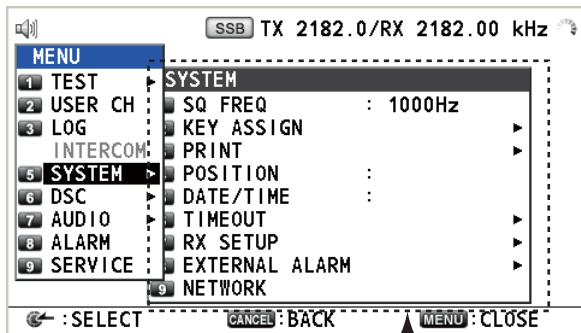 SSB TX 2182.0/RX 2182.00 kHz
MENU
1 TEST
2 USER CH
3 LOG
INTERCOM
5 SYSTEM
6 DSC
7 AUDIO
8 ALARM
9 SERVICE
SYSTEM
SQ FREQ : 1000Hz
KEY ASSIGN
PRINT
POSITION :
DATE/TIME :
TIMEOUT
RX SETUP
EXTERNAL ALARM
9 NETWORK
:SELECT CANCEL:BACK MENU:CLOSE